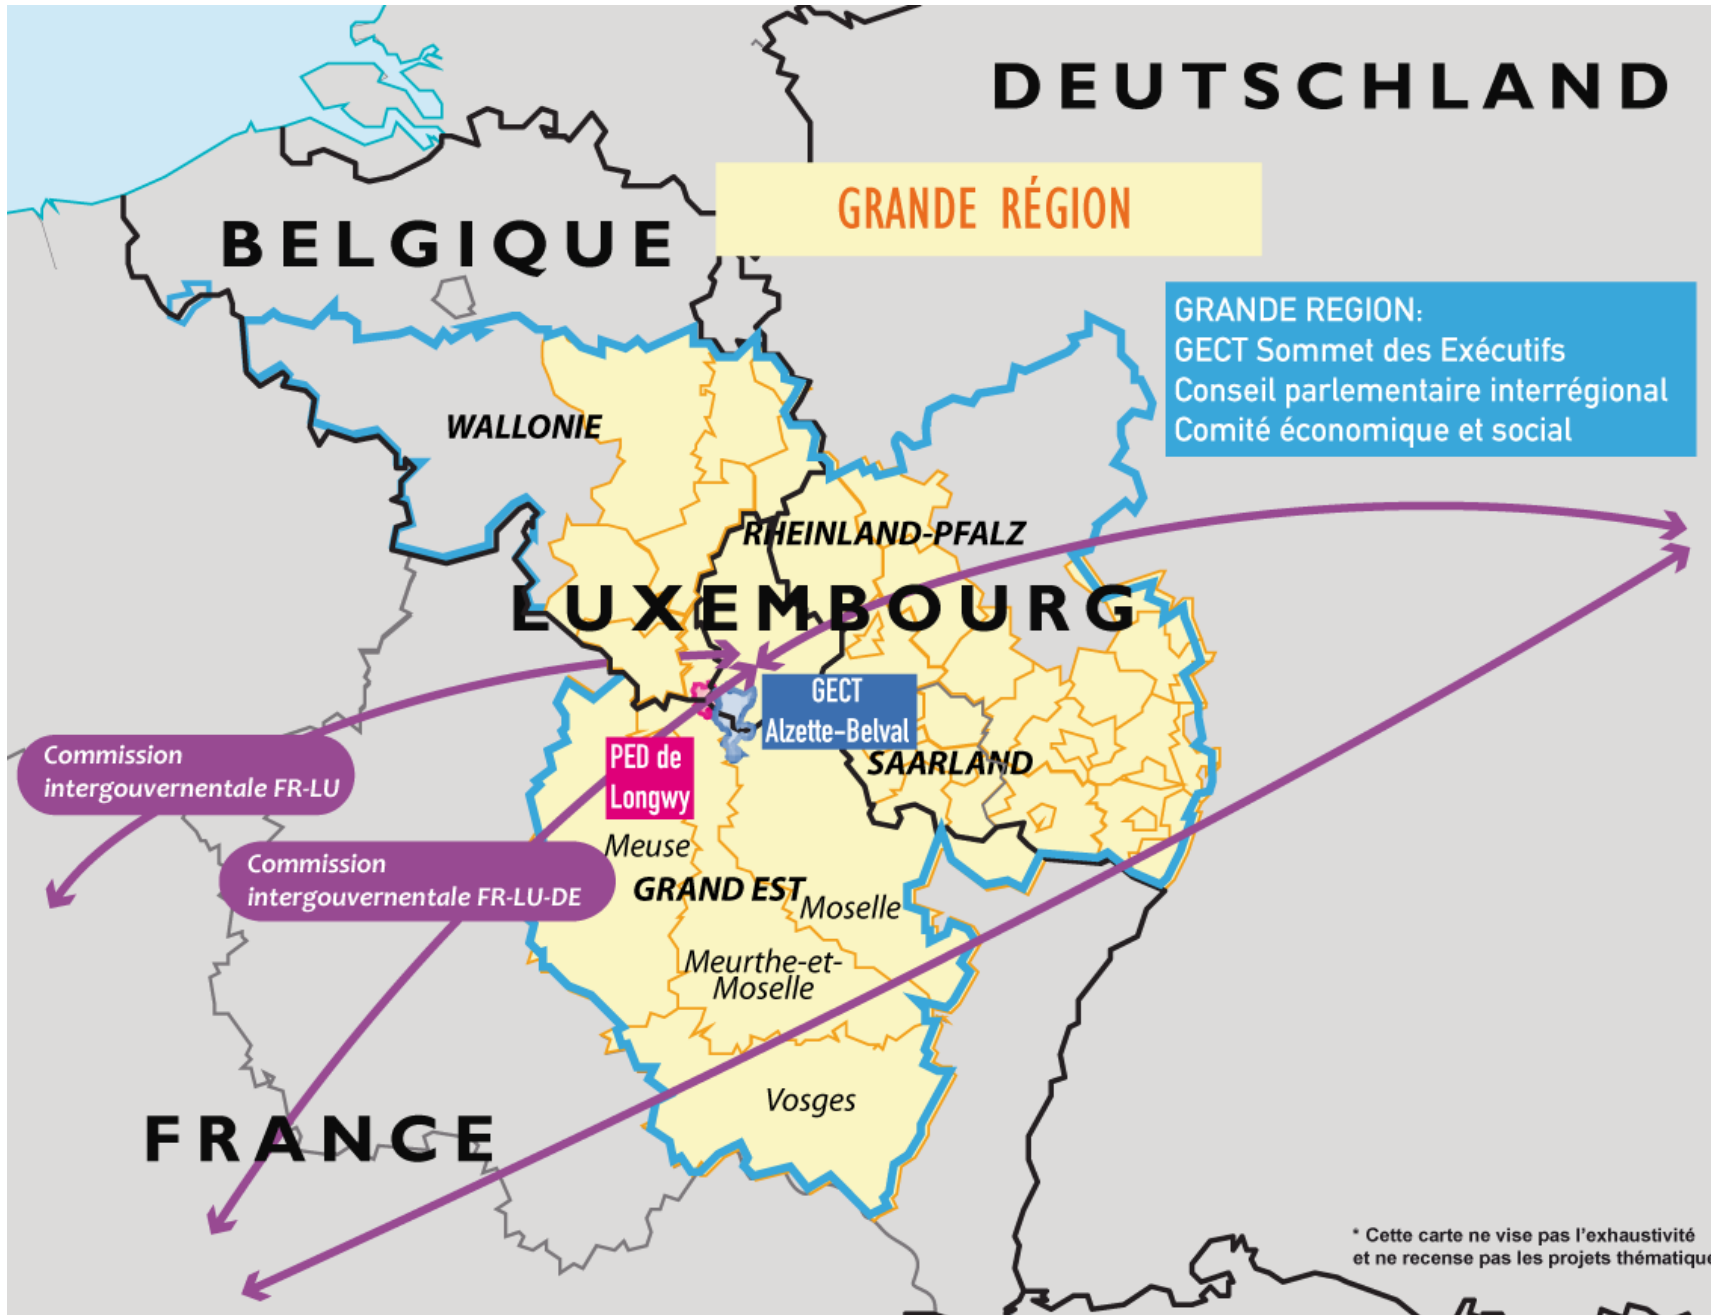 DEUTSCHLAND
GRANDE RÉGION
BELGIQUE
GRANDE REGION:
GECT Sommet des Exécutifs
Conseil parlementaire interrégional
Comité économique et social
WALLONIE
RHEINLAND-PFALZ
LUXEMBOURG
GECT
Alzette-Belval
SAARLAND
PED de
Longwy
Commission
intergouvernentale FR-LU
Meuse
Commission
intergouvernentale FR-LU-DE
GRAND EST
Moselle
Meurthe-et-
Moselle
Vosges
FRANCE
* Cette carte ne vise pas l'exhaustivité
et ne recense pas les projets thématique